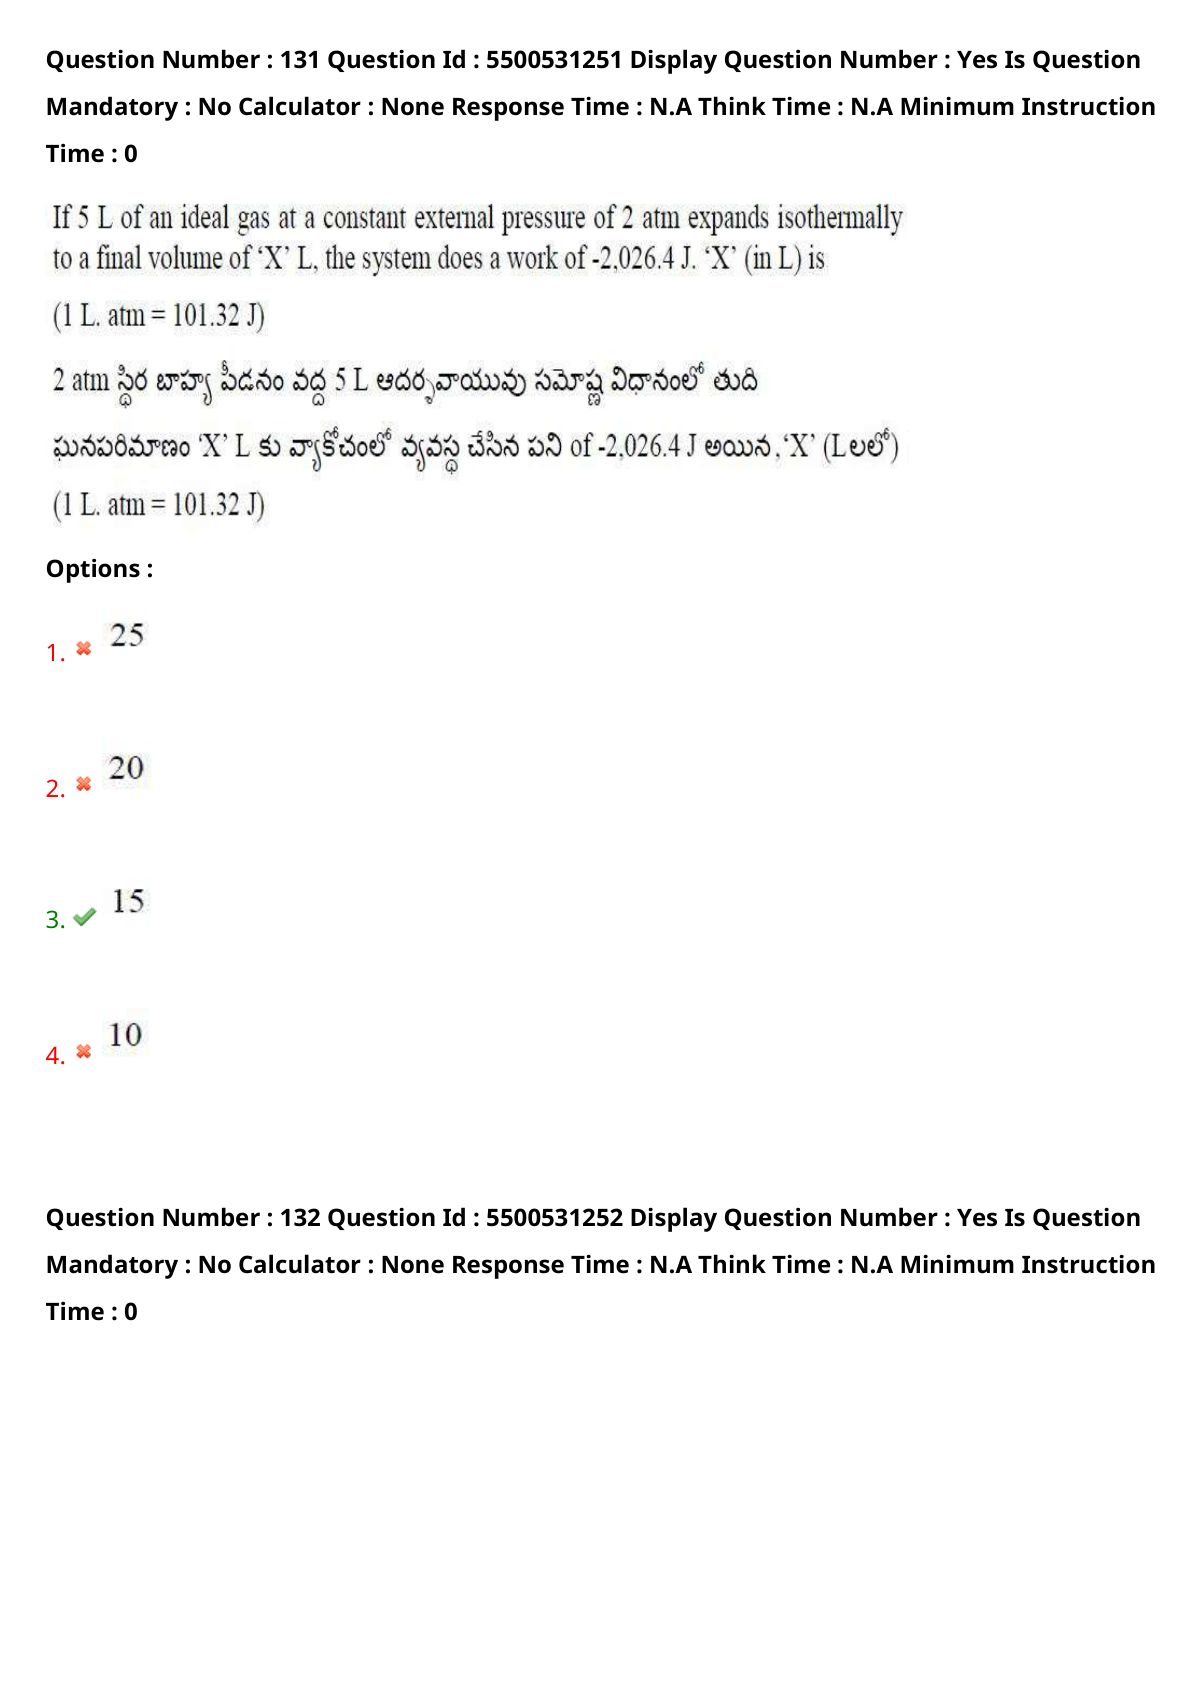 Question Number : 131 Question Id : 5500531251 Display Question Number : Yes Is Question
Mandatory : No Calculator : None Response Time : N.A Think Time : N.A Minimum Instruction
Time : 0
If 5 L of an ideal gas at a constant external pressure of 2 atm expands isothermally
to a final volume of ‘X’ L, the system does a work of -2,026.4 J. ‘X’ (in L) is
(1 L. atm = 101.32 J)
2 atm స్థిర బాహ్య పీడనం వద్ద 5 L ఆదర్శవాయువు సమోష్ణ విధానంలో తుది
ఘనపరిమాణం ‘X’ L కు వ్యాకోచంలో వ్యవస్థ చేసిన పని of -2,026.4 J అయిన ,‘X’ (Lలలో)
(1 L. atm = 101.32 J)
Options :
1. 25
2. 20
3. 15
4. 10
Question Number : 132 Question Id : 5500531252 Display Question Number : Yes Is Question
Mandatory : No Calculator : None Response Time : N.A Think Time : N.A Minimum Instruction
Time : 0